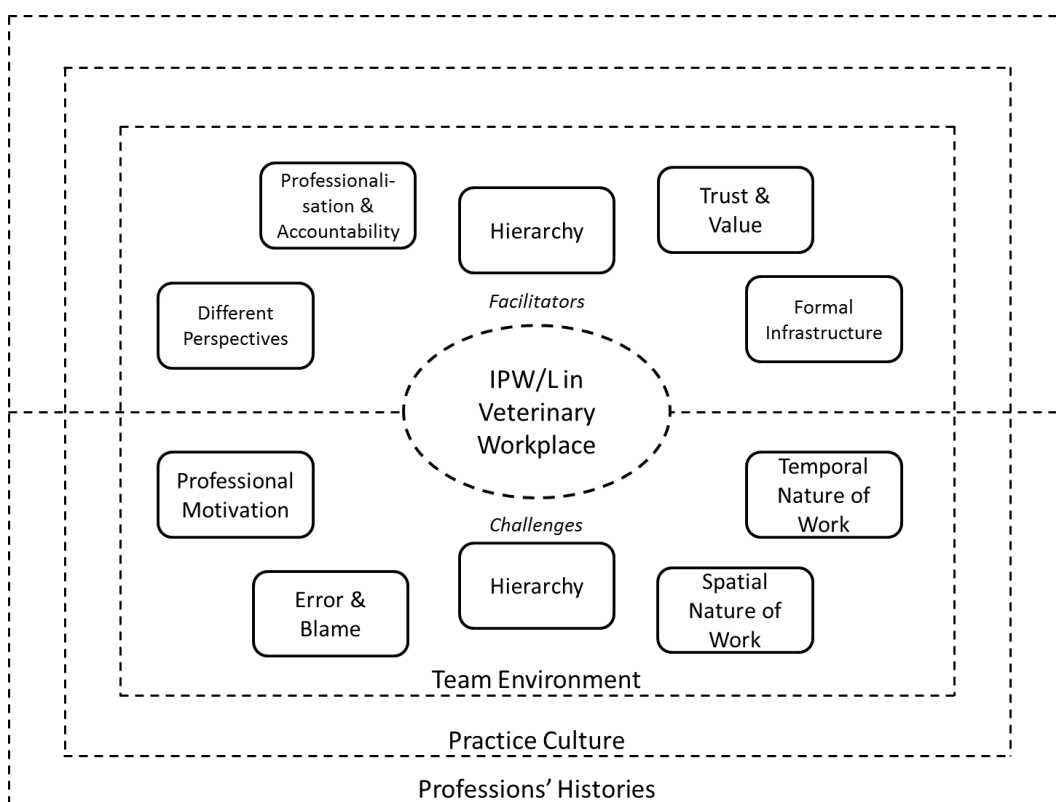 Professionali-
sation &
Accountability
Hierarchy
Trust &
Value
Different
Perspectives
Facilitators
Formal
Infrastructure
IPW/L in
Veterinary
Workplace
Professional
Motivation
Temporal
Nature of
Work
Challenges
Error &
Blame
Hierarchy
Spatial
Nature of
Work
Team Environment
Practice Culture
Professions’ Histories